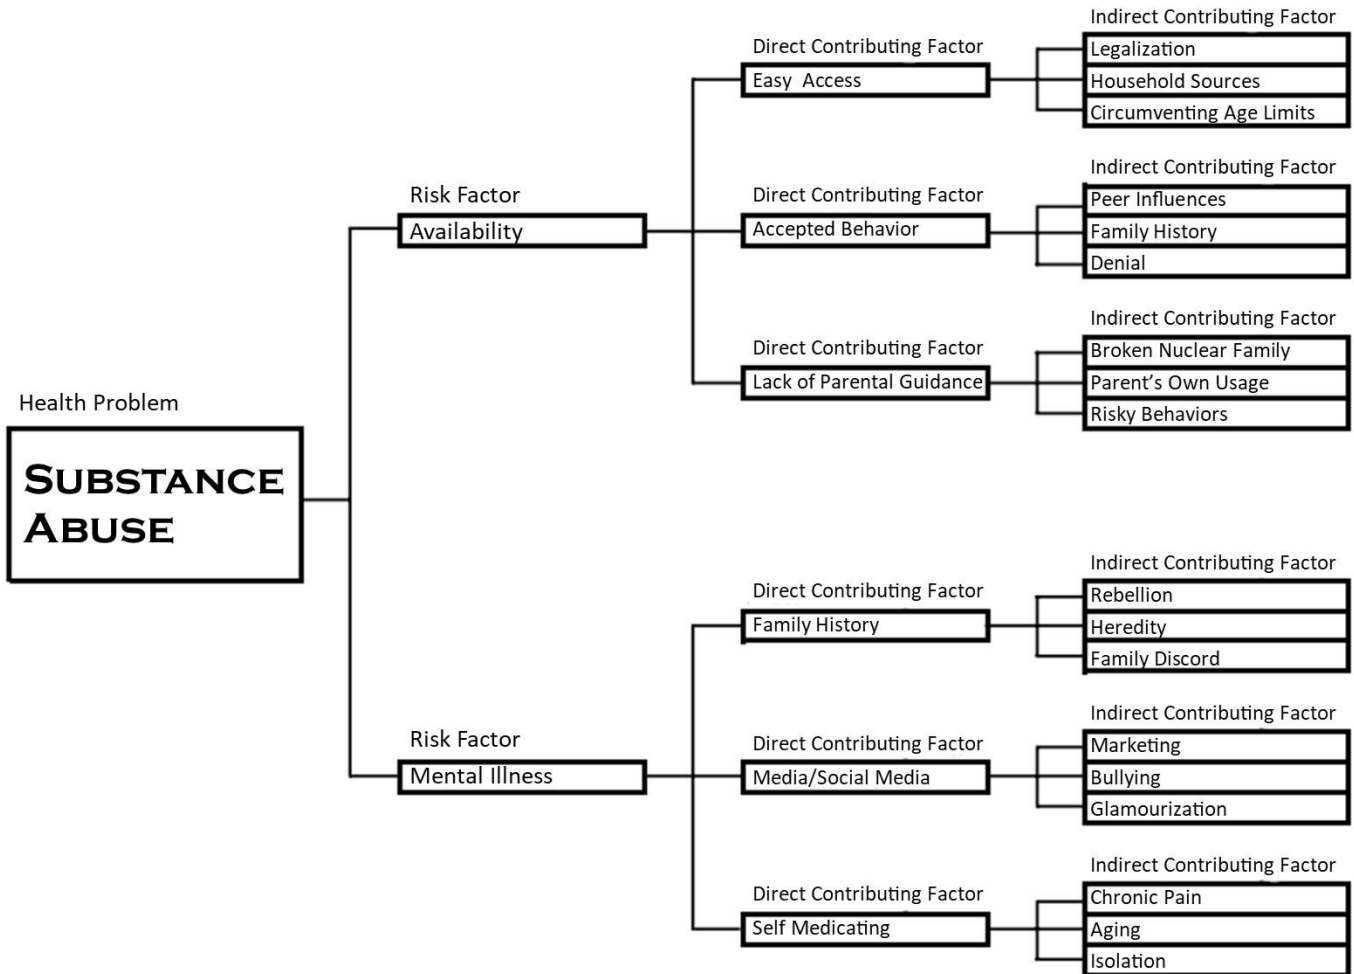 Health Problem
SUBSTANCE
ABUSE
Risk Factor
Availability
Direct Contributing Factor
Easy Access
Indirect Contributing Factor
Legalization
Household Sources
Circumventing Age Limits
Direct Contributing Factor
Accepted Behavior
Indirect Contributing Factor
Peer Influences
Family History
Denial
Direct Contributing Factor
Lack of Parental Guidance
Indirect Contributing Factor
Broken Nuclear Family
Parent’s Own Usage
Risky Behaviors
Risk Factor
Mental Illness
Direct Contributing Factor
Family History
Indirect Contributing Factor
Rebellion
Heredity
Family Discord
Direct Contributing Factor
Media/Social Media
Indirect Contributing Factor
Marketing
Bullying
Glamourization
Direct Contributing Factor
Self Medicating
Indirect Contributing Factor
Chronic Pain
Aging
Isolation